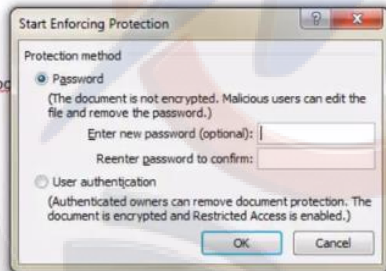 Start Enforcing Protection
Protection method
Password
(The document is not encrypted. Malicious users can edit the
file and remove the password.)
Enter new password (optional):
Reenter password to confirm:
User authentication
(Authenticated owners can remove document protection. The
document is encrypted and Restricted Access is enabled.)
OK
Cancel